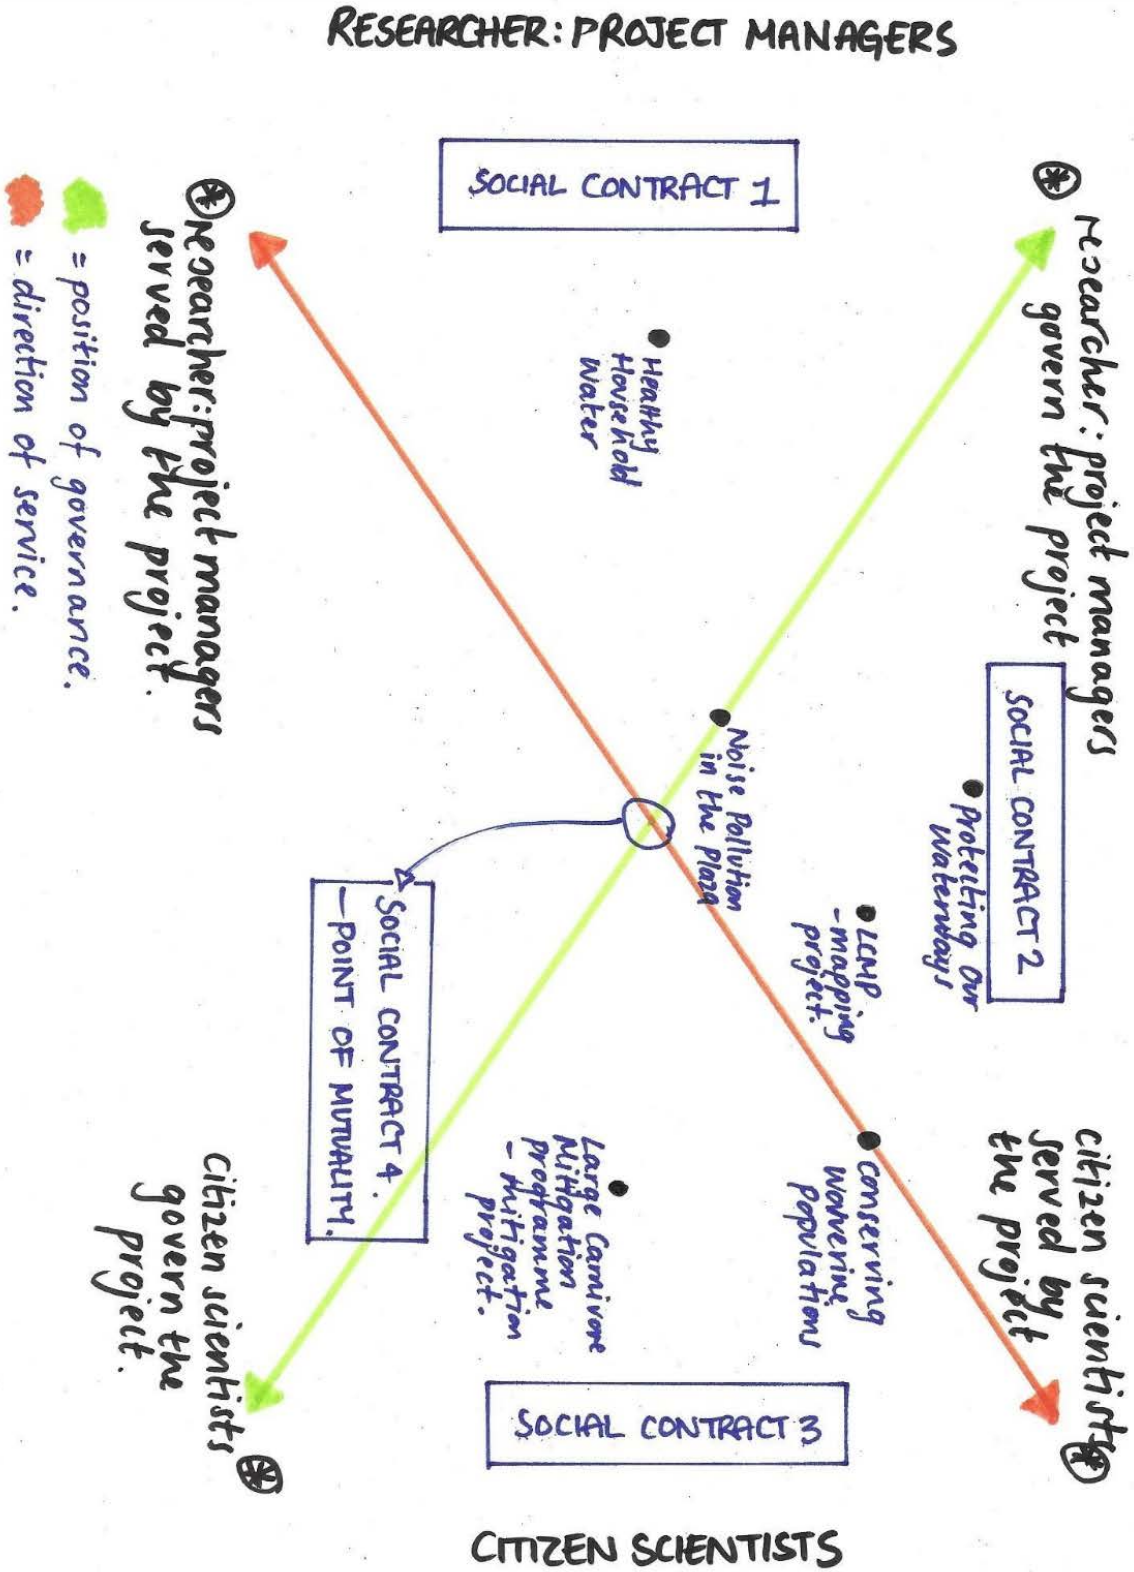 RESEARCHER: PROJECT MANAGERS
SOCIAL CONTRACT 1
* researcher: project managers
govern the project
* researcher: project managers
served by the project.
= position of governance.
= direction of service.
Healthy
Household
Water
SOCIAL CONTRACT 2
Protecting Our
Waterways
Noise Pollution
in the Plaza
LCMP
- mapping
project.
SOCIAL CONTRACT 4.
- POINT OF MUTUALITY.
conserving
wolverine
populations
Large Carnivore
Mitigation
programme
- mitigation
project.
citizen scientists *
served by
the project
citizen scientists *
govern the
project.
SOCIAL CONTRACT 3
CITIZEN SCIENTISTS